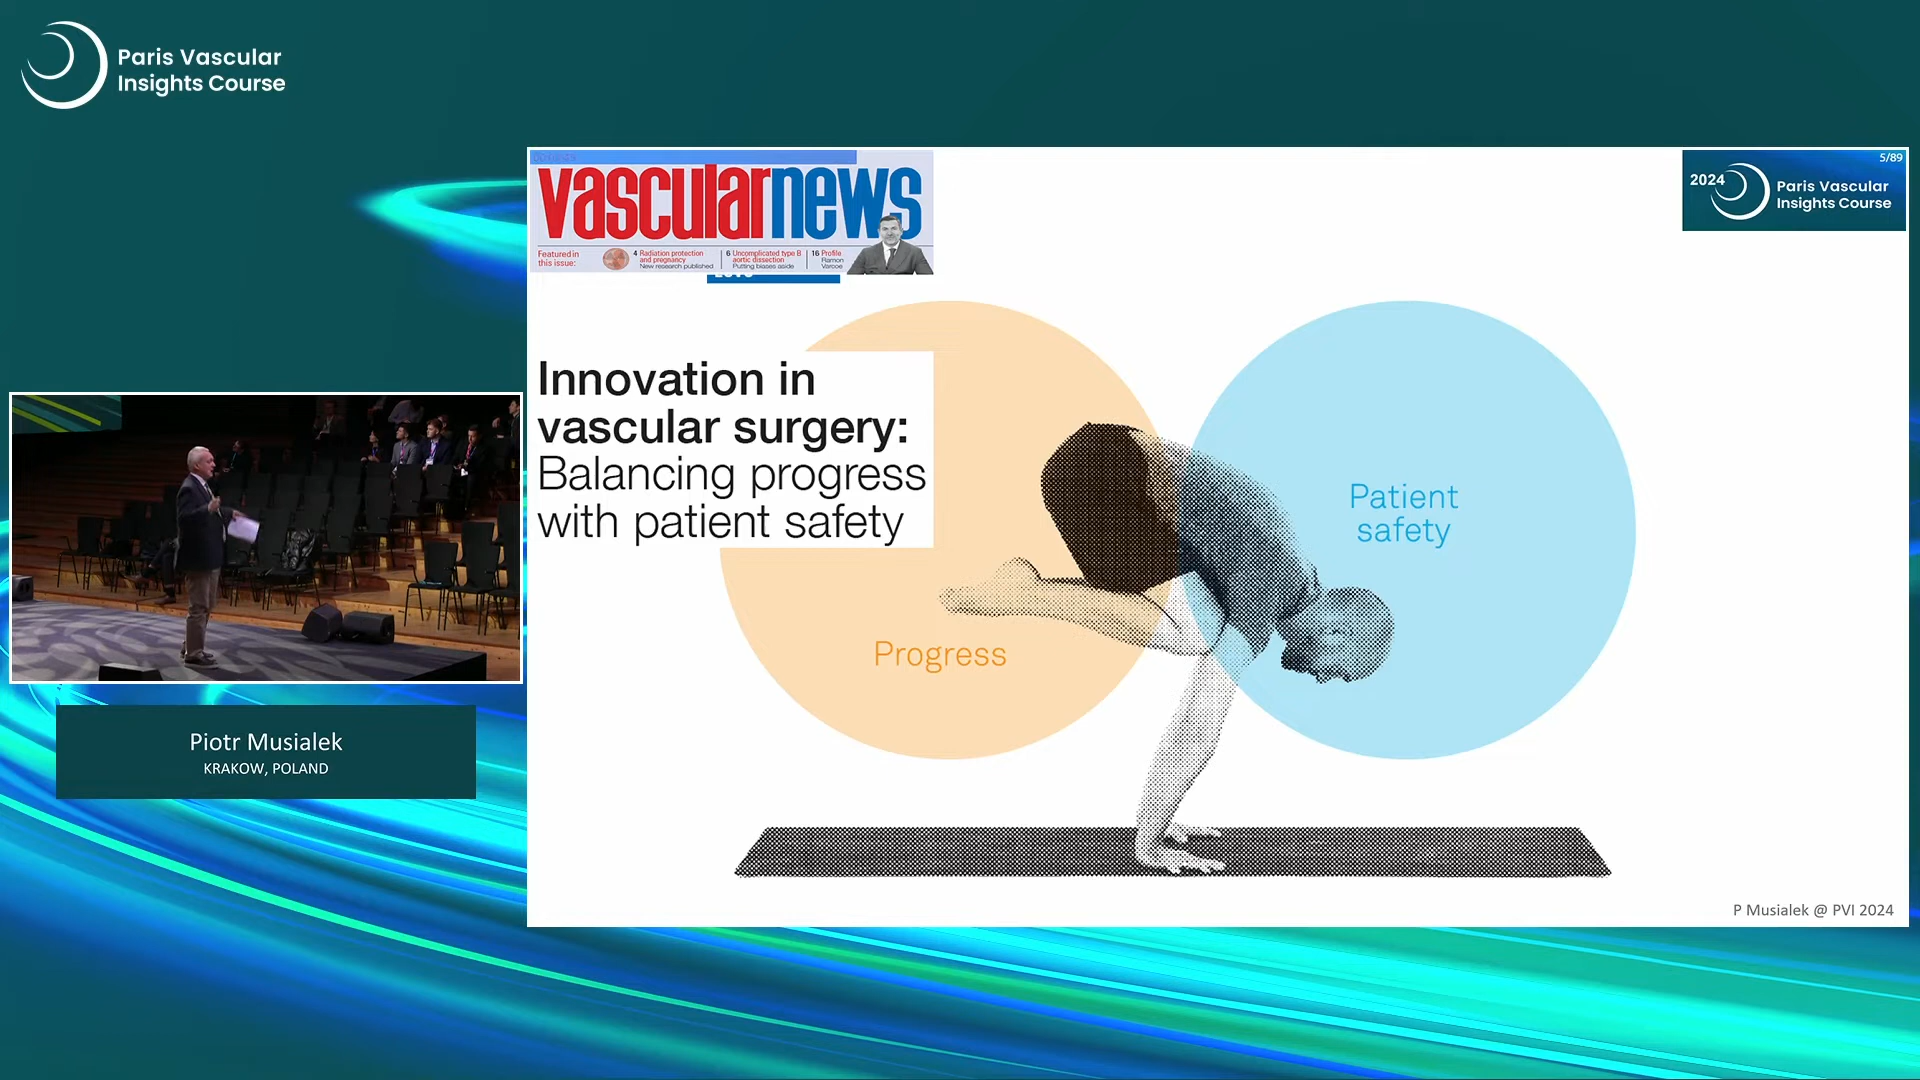 Paris Vascular
Insights Course
vascularnews
Featured in
this issue:
4 Radiation protection
and pregnancy
New research published
6 Uncomplicated type B
aortic dissection
Putting biases aside
16 Profile
Ramon
Varcoe
5/89
2024
Paris Vascular
Insights Course
Innovation in
vascular surgery:
Balancing progress
with patient safety
Patient
safety
Progress
Piotr Musialek
KRAKOW, POLAND
P Musialek @ PVI 2024